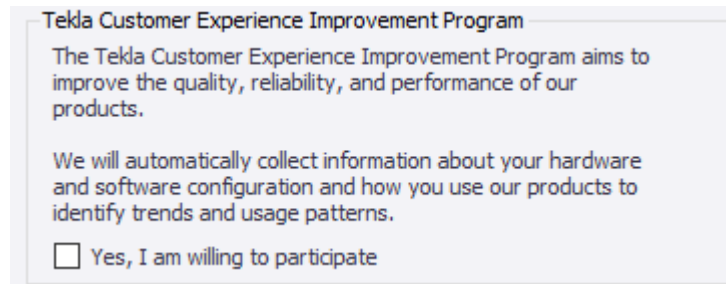 Tekla Customer Experience Improvement Program
The Tekla Customer Experience Improvement Program aims to
improve the quality, reliability, and performance of our
products.
We will automatically collect information about your hardware
and software configuration and how you use our products to
identify trends and usage patterns.
Yes, I am willing to participate